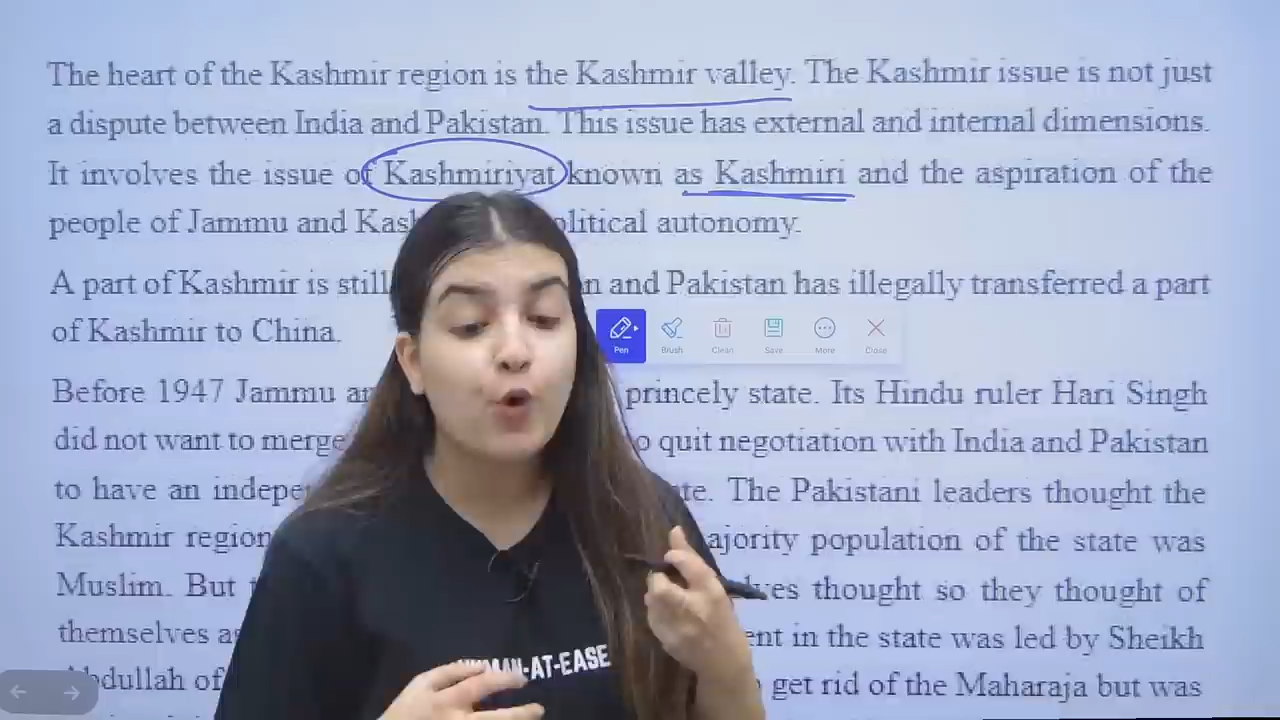 The heart of the Kashmir region is the Kashmir valley. The Kashmir issue is not just
a dispute between India and Pakistan. This issue has external and internal dimensions.
It involves the issue of Kashmiriyat known as Kashmiri and the aspiration of the
people of Jammu and olitical autonomy.
A part of Kashmir is still and Pakistan has illegally transferred a part
of Kashmir to China.
Pen Brush Clean Save More Close
Before 1947 Jammu princely state. Its Hindu ruler Hari Singh
did not want to merge quit negotiation with India and Pakistan
to have an indepe te. The Pakistani leaders thought the
Kashmir region ajority population of the state was
Muslim. But lves thought so they thought of
themselves ent in the state was led by Sheikh
bdullah of get rid of the Maharaja but was
MAN-AT-EASE